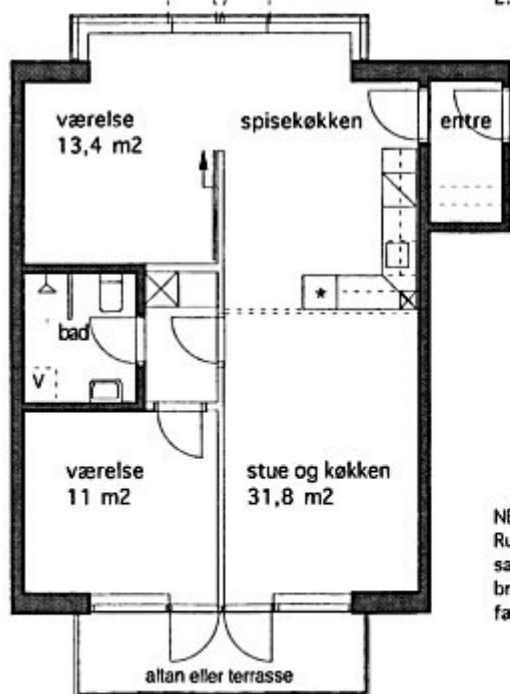 værelse
13,4 m2
spisekøkken
entre
bad
V
værelse
11 m2
stue og køkken
31,8 m2
altan eller terrasse